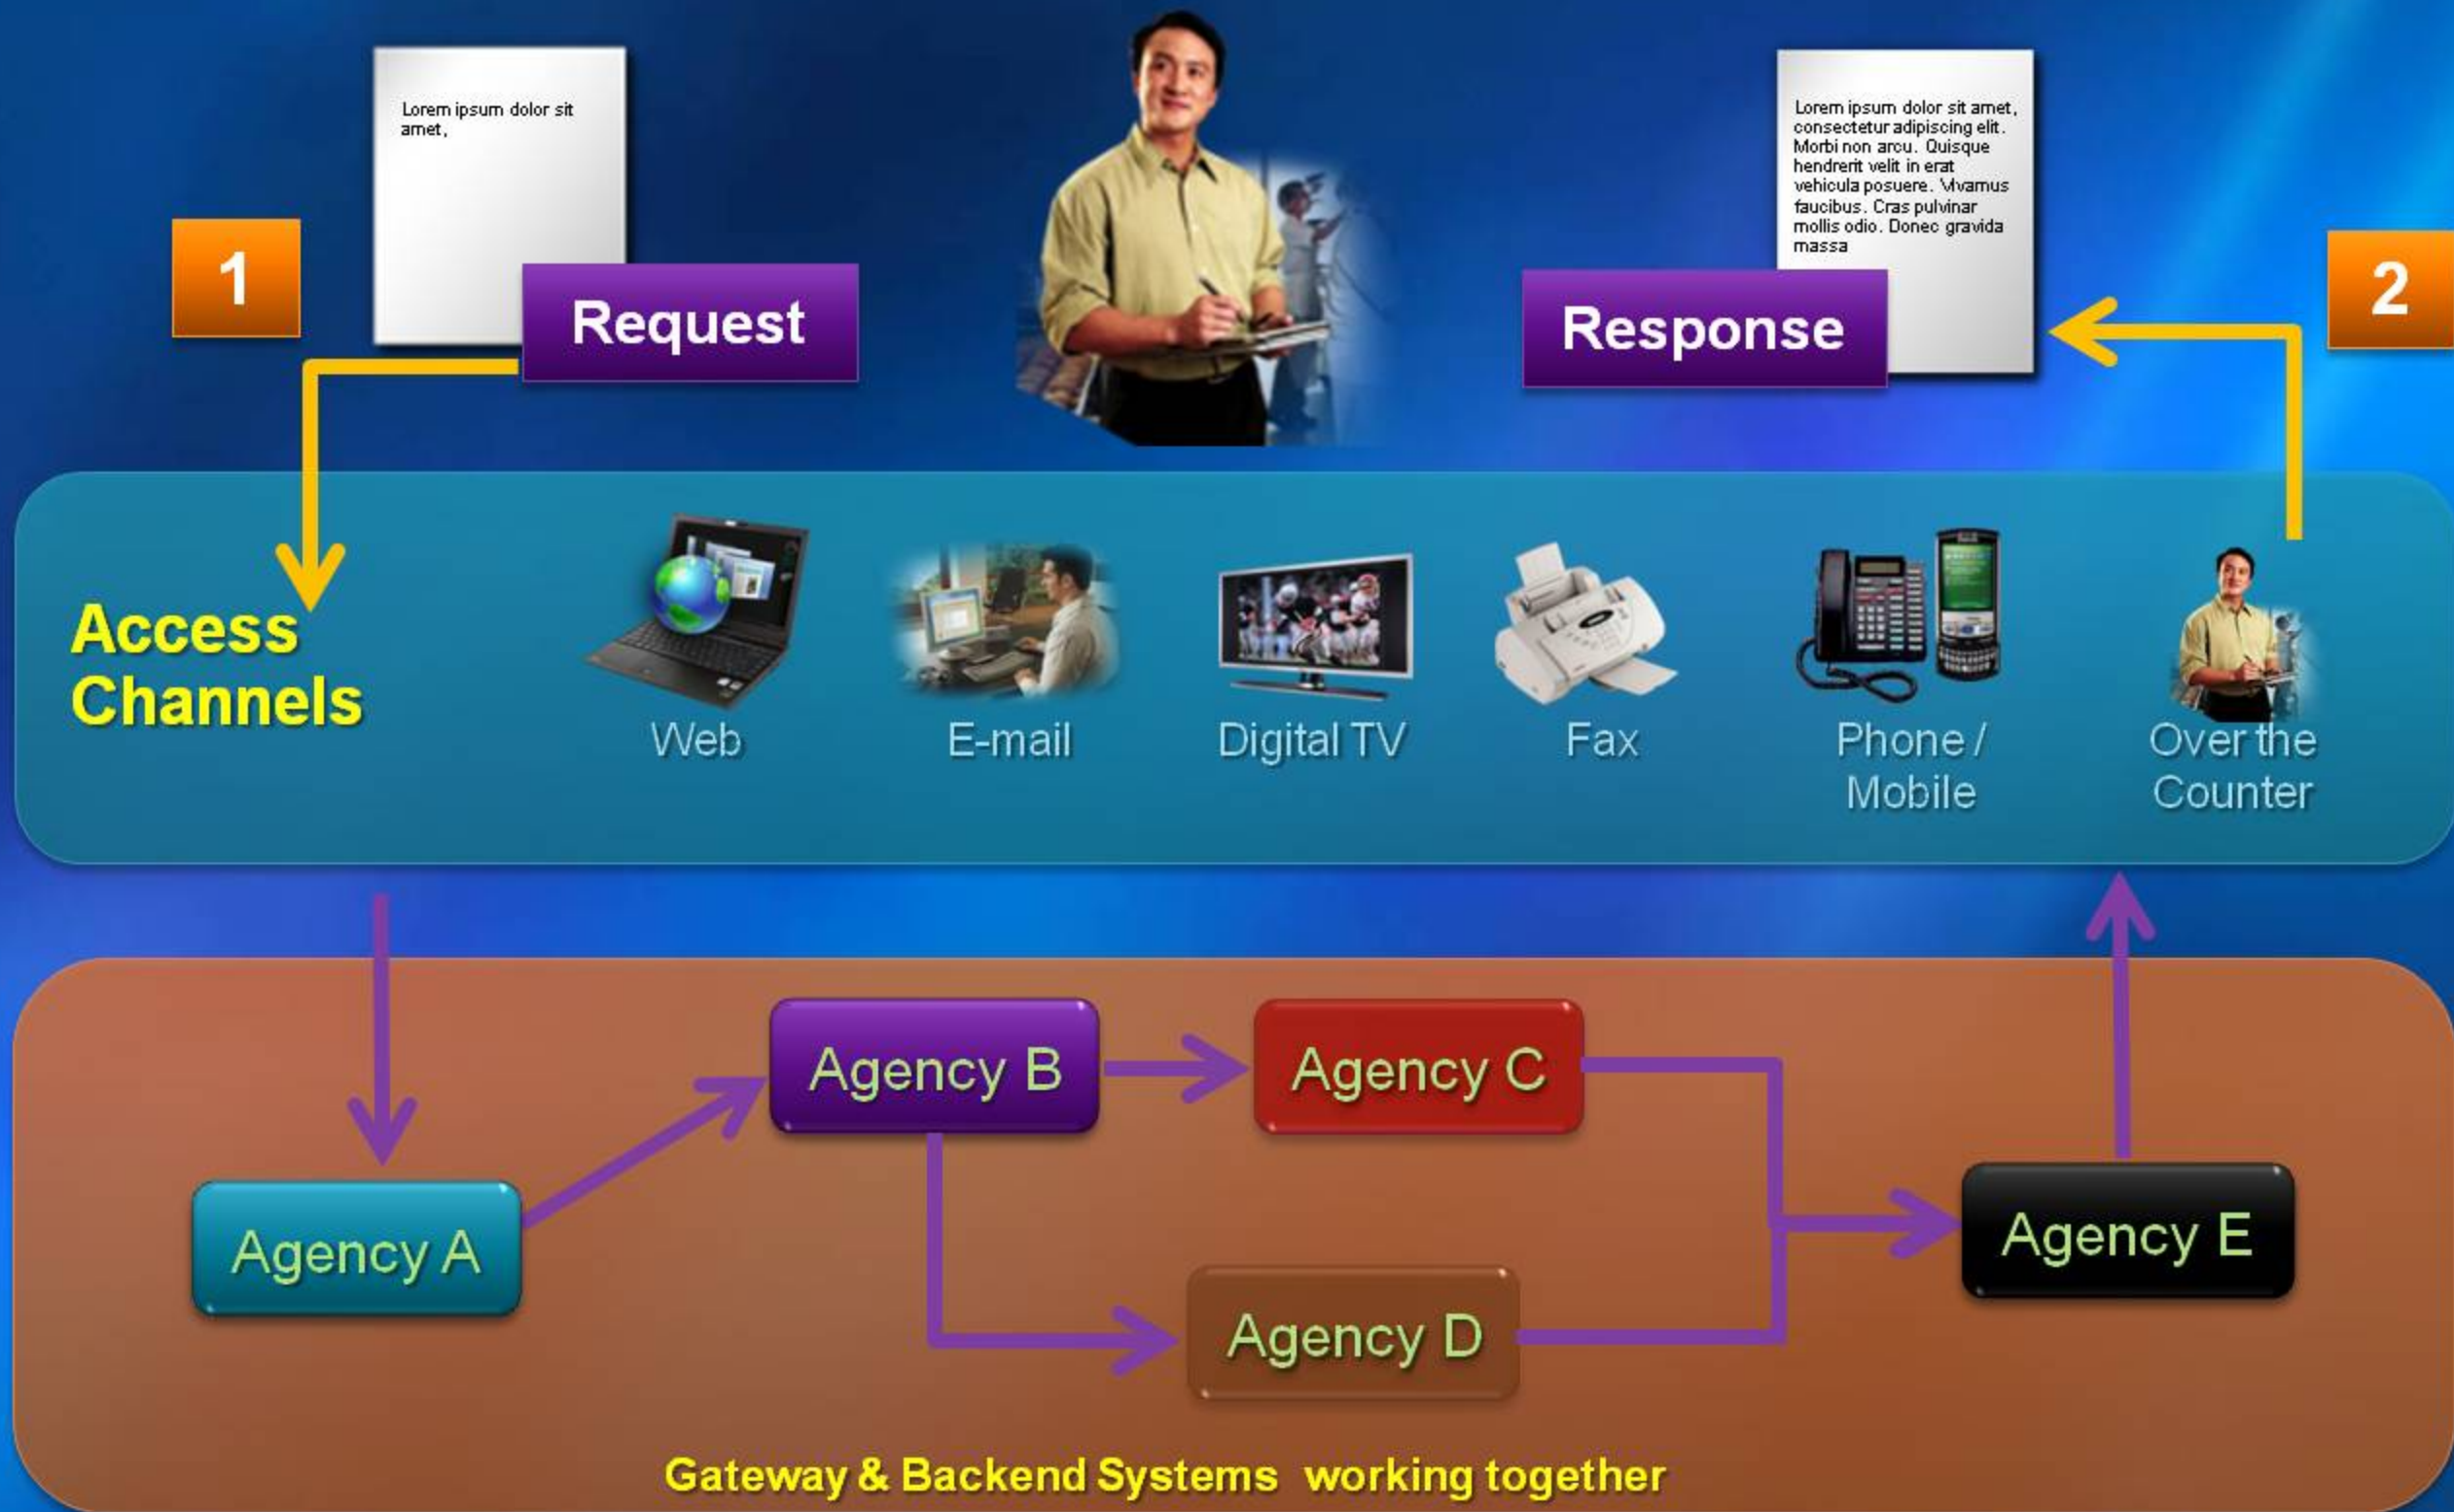 Lorem ipsum dolor sit
amet,
1
Request
Lorem ipsum dolor sit amet,
consectetur adipiscing elit.
Morbi non arcu. Quisque
hendrerit velit in erat
vehicula posuere. Vivamus
faucibus. Cras pulvinar
mollis odio. Donec gravida
massa
Response
2
Access
Channels
Web
E-mail
Digital TV
Fax
Phone /
Mobile
Over the
Counter
Agency B
Agency C
Agency A
Agency E
Agency D
Gateway & Backend Systems working together